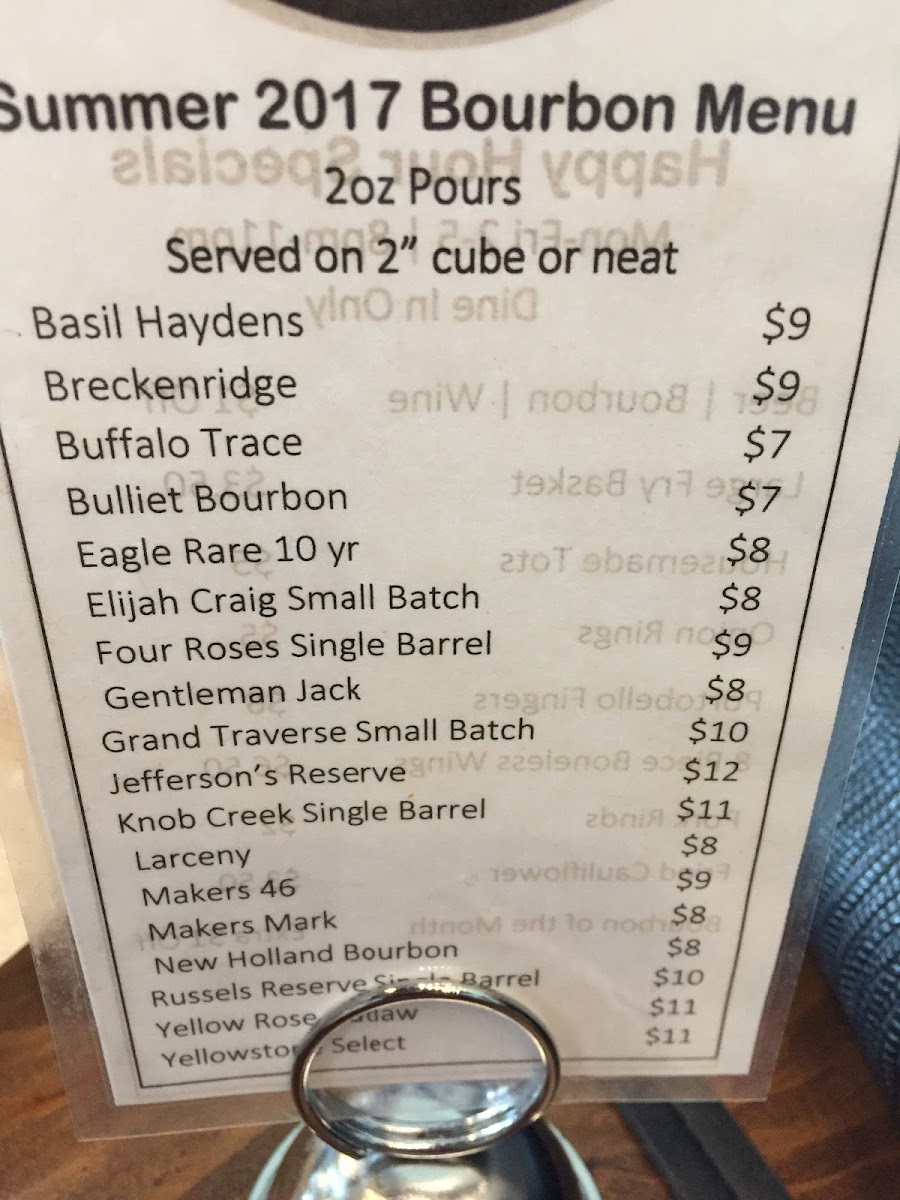 Summer 2017 Bourbon Menu
2oz Pours
Served on 2” cube or neat
Basil Haydens $9
Breckenridge $9
Buffalo Trace $7
Bulliet Bourbon $7
Eagle Rare 10 yr $8
Elijah Craig Small Batch $8
Four Roses Single Barrel $9
Gentleman Jack $8
Grand Traverse Small Batch $10
Jefferson’s Reserve $12
Knob Creek Single Barrel $11
Larceny $8
Makers 46 $9
Makers Mark $8
New Holland Bourbon $8
Russels Reserve Single Barrel $10
Yellow Rose $11
Yellowstone Select $11